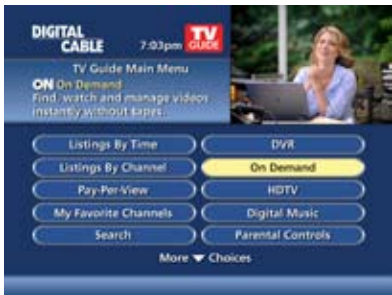 DIGITAL
CABLE
7:03pm
TV
GUIDE
TV Guide Main Menu
ON On Demand
Find, watch and manage videos
instantly without tapes.
Listings By Time
DVR
Listings By Channel
On Demand
Pay-Per-View
HDTV
My Favorite Channels
Digital Music
Search
Parental Controls
More Choices